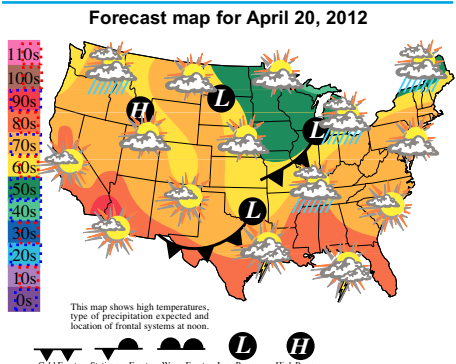 Forecast map for April 20, 2012
110s
100s
90s
80s
70s
60s
50s
40s
30s
20s
10s
0s
H
L
L
L
This map shows high temperatures,
type of precipitation expected and
location of frontal systems at noon.
L
H